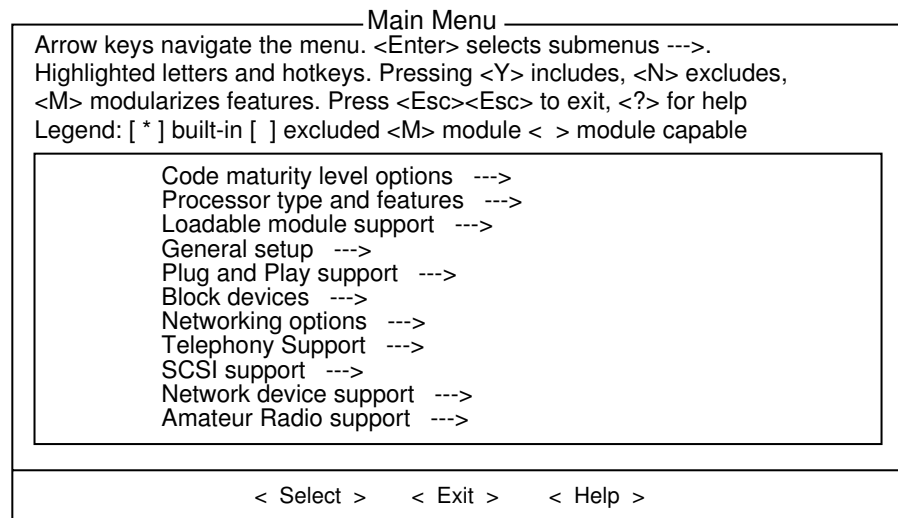 Main Menu
Arrow keys navigate the menu. <Enter> selects submenus --->.
Highlighted letters and hotkeys. Pressing <Y> includes, <N> excludes,
<M> modularizes features. Press <Esc><Esc> to exit, <?> for help
Legend: [ * ] built-in [  ] excluded <M> module <  > module capable
Code maturity level options  --->
Processor type and features  --->
Loadable module support  --->
General setup  --->
Plug and Play support  --->
Block devices  --->
Networking options  --->
Telephony Support  --->
SCSI support  --->
Network device support  --->
Amateur Radio support  --->
< Select >  < Exit >  < Help >